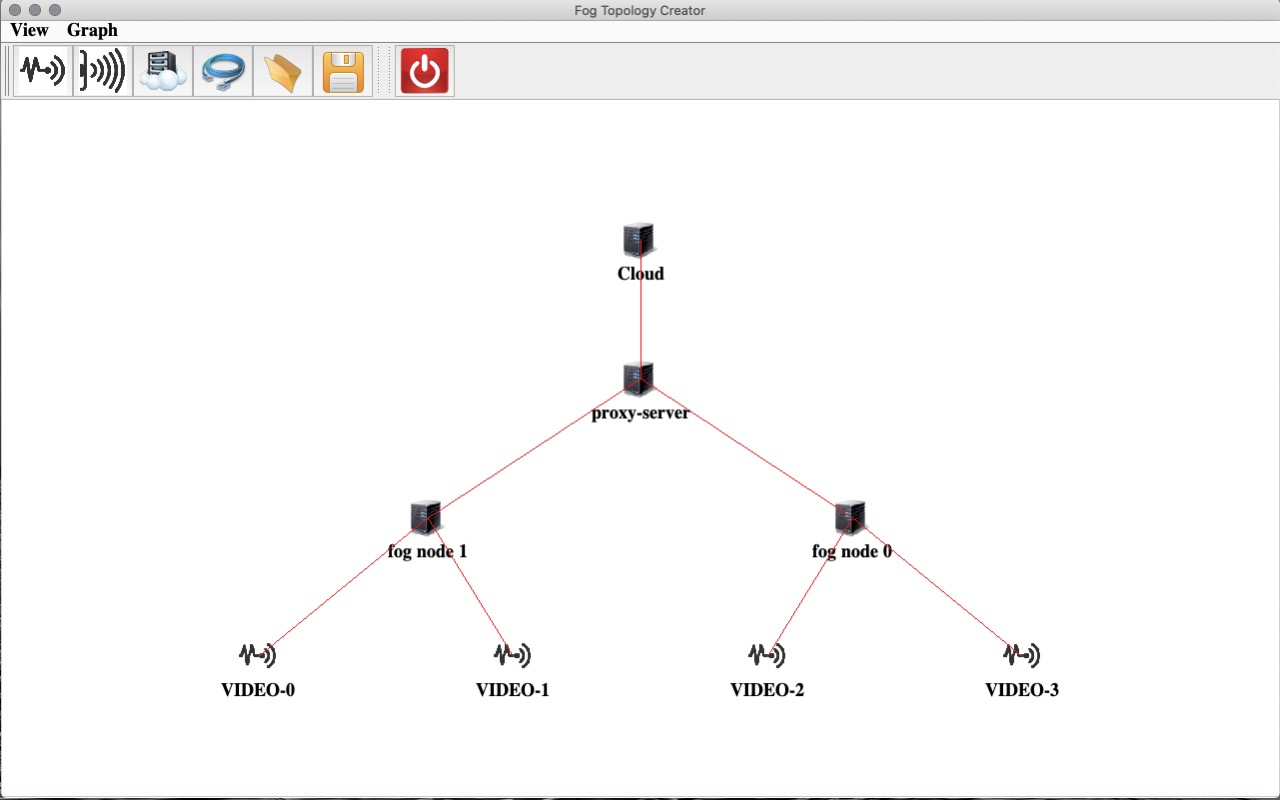 Fog Topology Creator
View Graph
Cloud
proxy-server
fog node 1
fog node 0
VIDEO-0
VIDEO-1
VIDEO-2
VIDEO-3